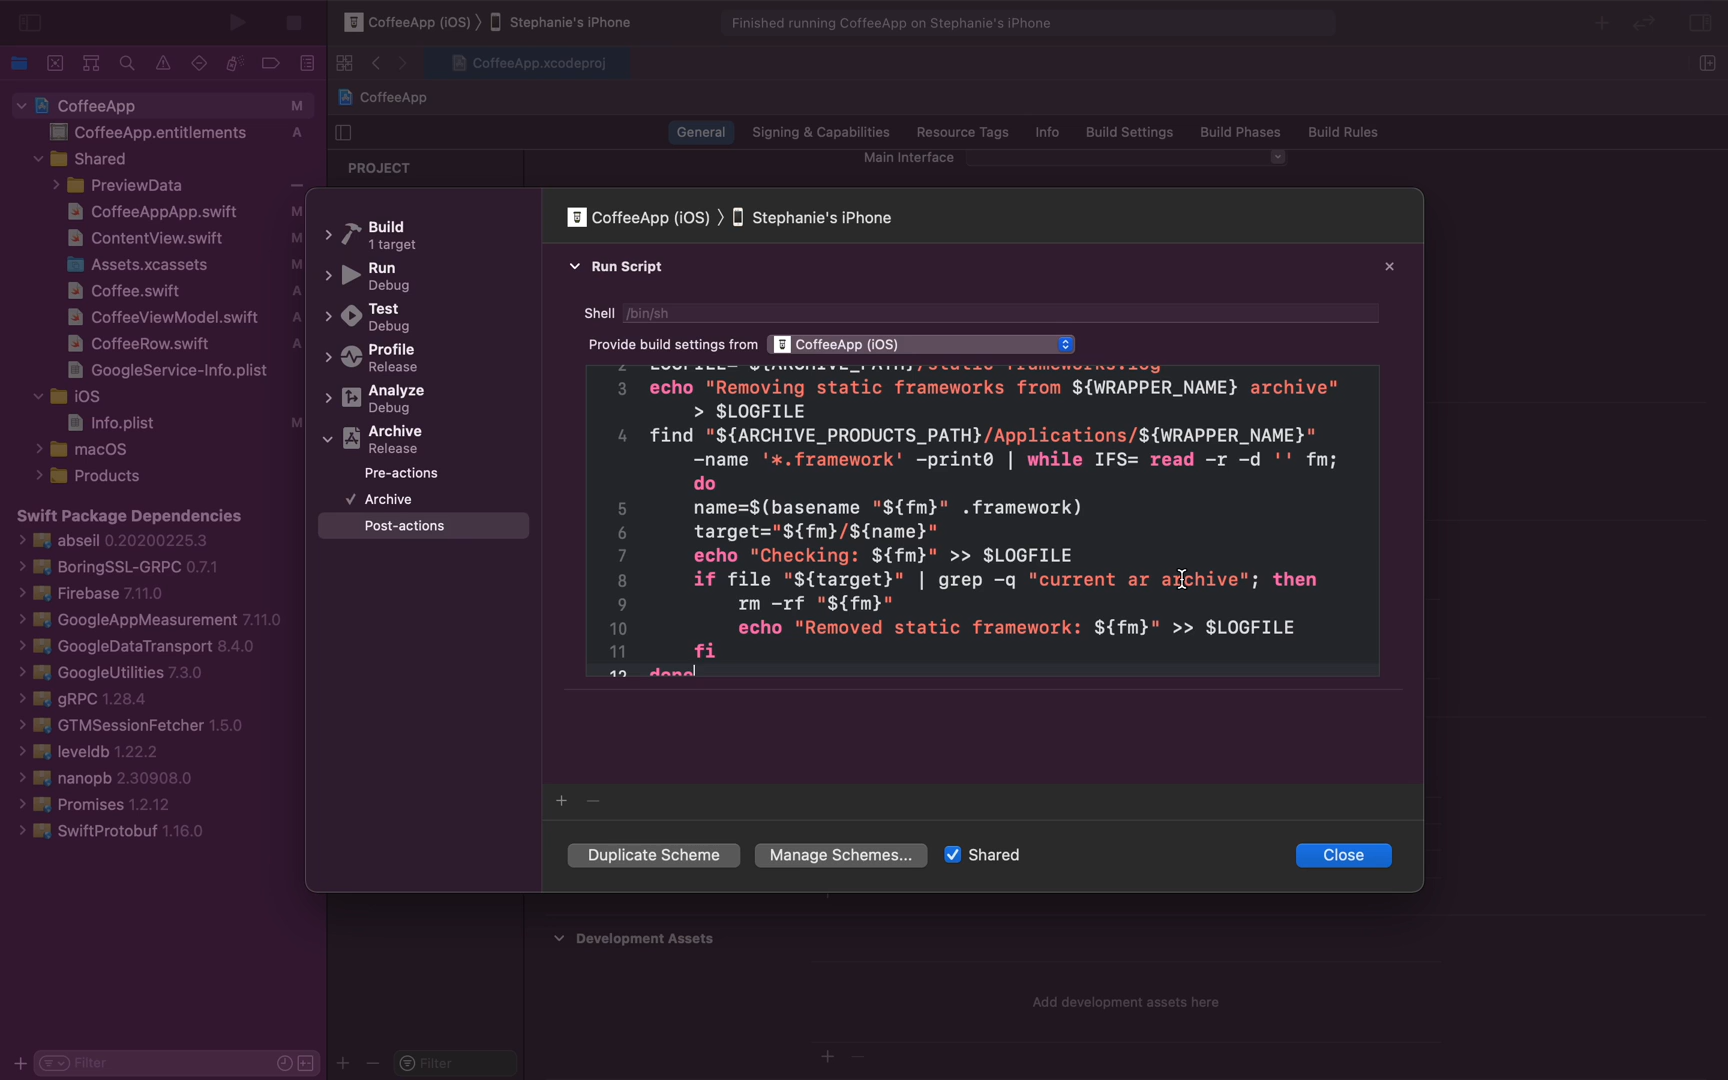 CoffeeApp (iOS) 〉 Stephanie's iPhone
Finished running CoffeeApp on Stephanie's iPhone
CoffeeApp.xcodeproj
CoffeeApp M
CoffeeApp
CoffeeApp.entitlements A
General Signing & Capabilities Resource Tags Info Build Settings Build Phases Build Rules
Shared
Main Interface
PROJECT
PreviewData
CoffeeAppApp.swift M
ContentView.swift M
Assets.xcassets M
Coffee.swift A
CoffeeViewModel.swift A
CoffeeRow.swift A
GoogleService-Info.plist
iOS
Info.plist M
macOS
Products
Swift Package Dependencies
abseil 0.20200225.3
BoringSSL-GRPC 0.7.1
Firebase 7.11.0
GoogleAppMeasurement 7.11.0
GoogleDataTransport 8.4.0
GoogleUtilities 7.3.0
gRPC 1.28.4
GTMSessionFetcher 1.5.0
leveldb 1.22.2
nanopb 2.30908.0
Promises 1.2.12
SwiftProtobuf 1.16.0
Filter
Build
1 target
Run
Debug
Test
Debug
Profile
Release
Analyze
Debug
Archive
Release
Pre-actions
✓ Archive
Post-actions
CoffeeApp (iOS) 〉 Stephanie's iPhone
Run Script
Shell /bin/sh
Provide build settings from CoffeeApp (iOS)
3 echo "Removing static frameworks from ${WRAPPER_NAME} archive"
> $LOGFILE
4 find "${ARCHIVE_PRODUCTS_PATH}/Applications/${WRAPPER_NAME}"
-name '*.framework' -print0 | while IFS= read -r -d '' fm;
do
5 name=$(basename "${fm}" .framework)
6 target="${fm}/${name}"
7 echo "Checking: ${fm}" >> $LOGFILE
8 if file "${target}" | grep -q "current ar archive"; then
9 rm -rf "${fm}"
10 echo "Removed static framework: ${fm}" >> $LOGFILE
11 fi
12 done
Duplicate Scheme Manage Schemes... Shared Close
Development Assets
Add development assets here
Filter